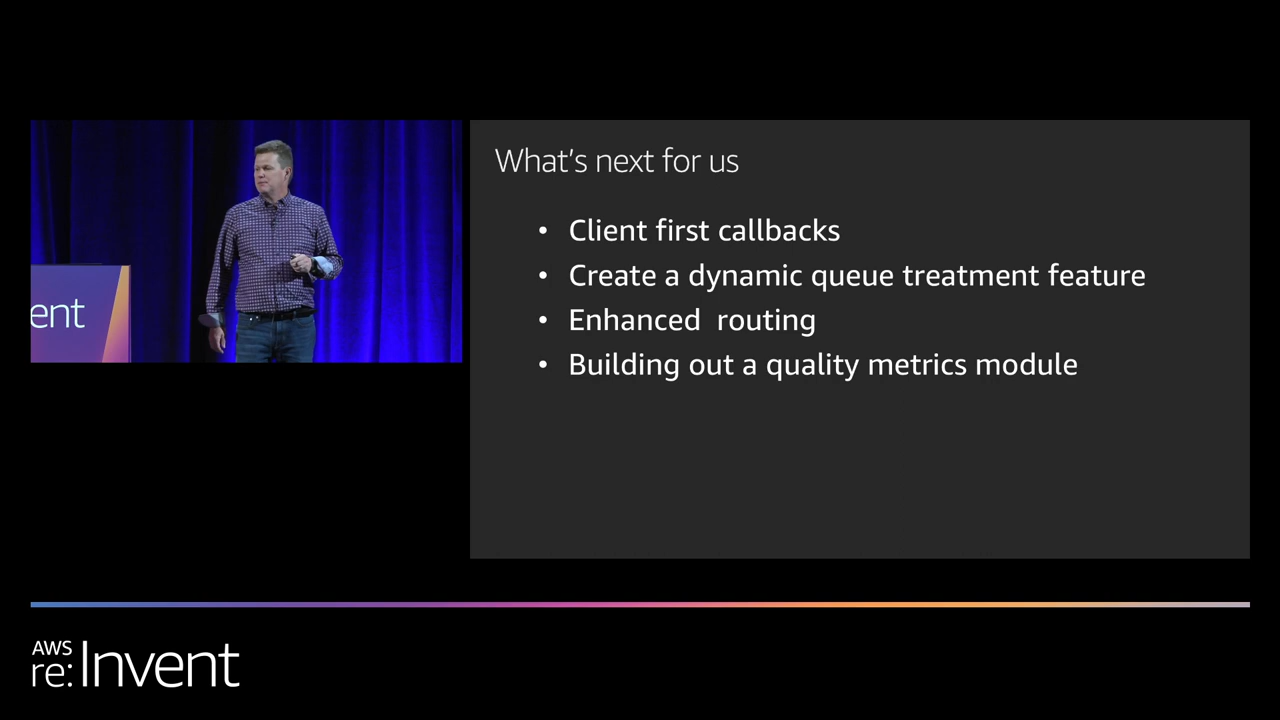 What's next for us
• Client first callbacks
• Create a dynamic queue treatment feature
• Enhanced  routing
• Building out a quality metrics module
ent
AWS
re:Invent